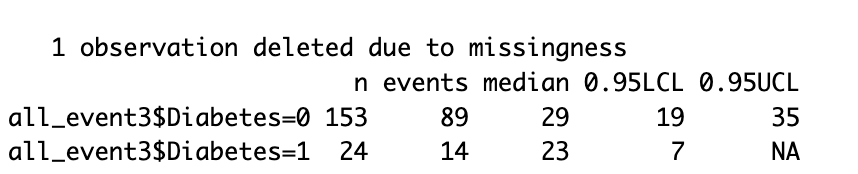 1 observation deleted due to missingness
n events median 0.95LCL 0.95UCL
all_event3$Diabetes=0 153 89 29 19 35
all_event3$Diabetes=1 24 14 23 7 NA